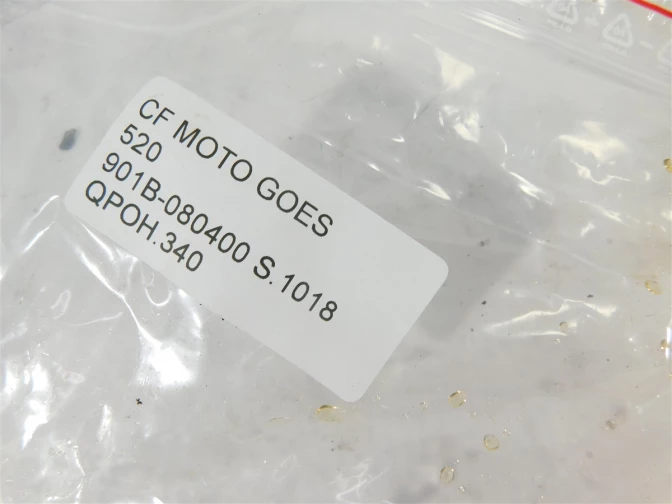 CF MOTO GOES
520
901B-080400 S.1018
QPOH.340